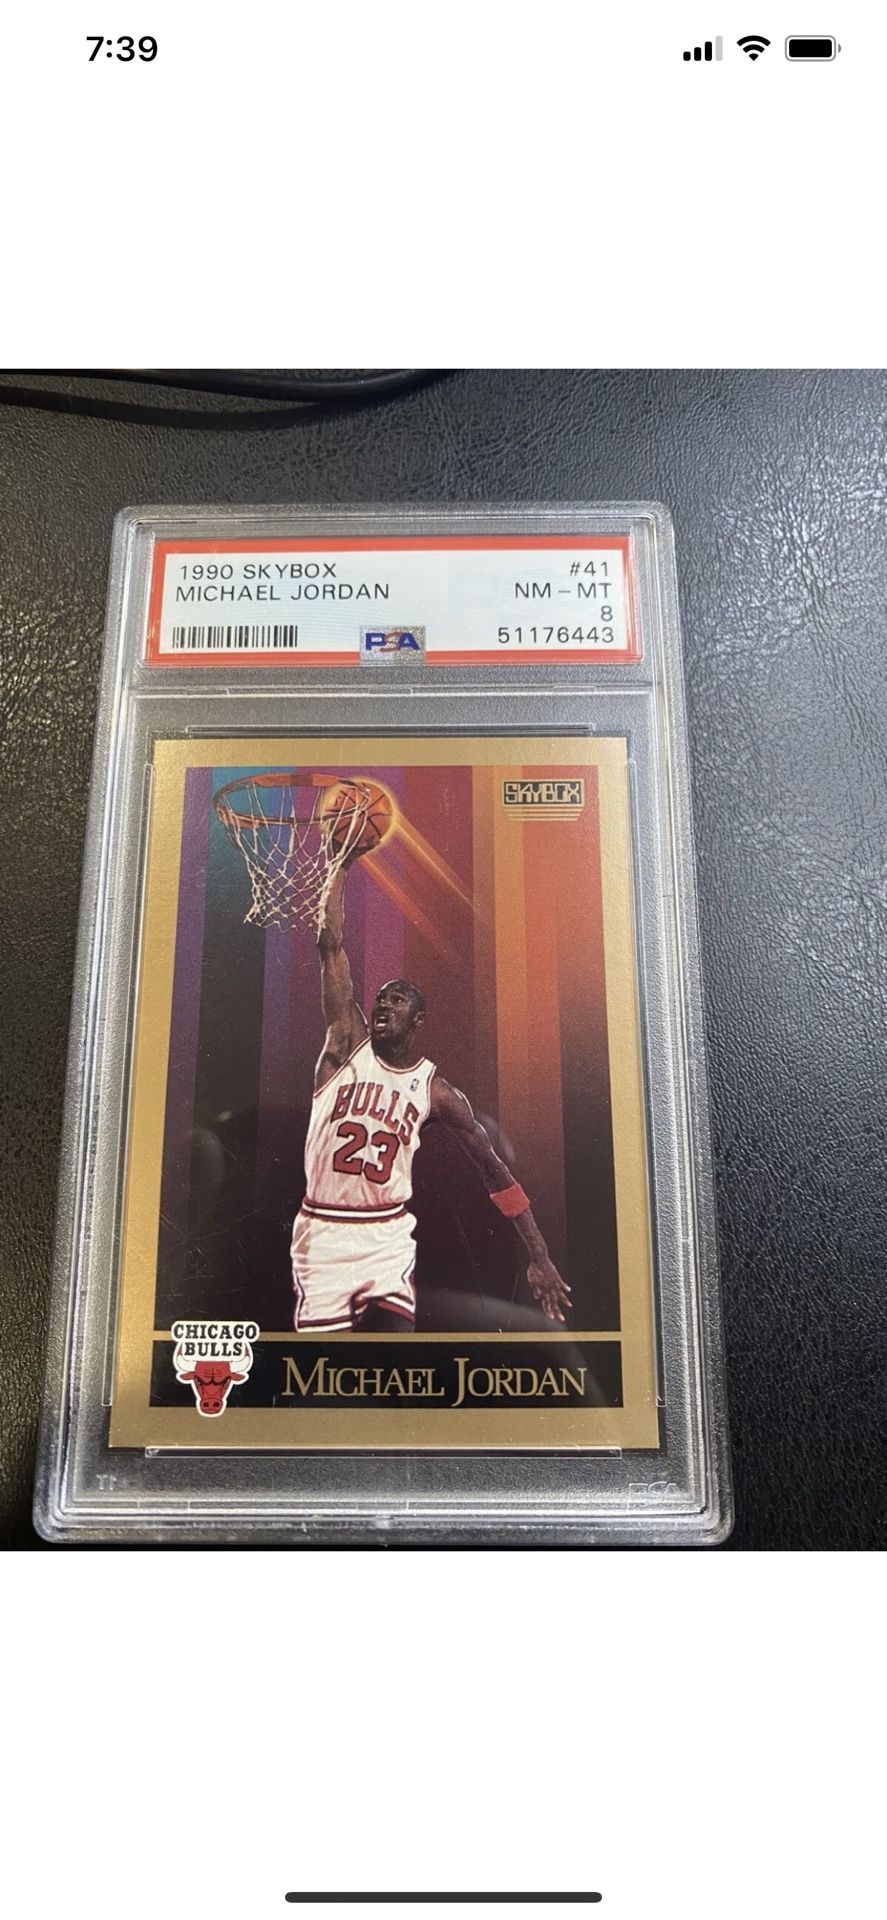 7:39
1990 SKYBOX #41
MICHAEL JORDAN NM - MT
8
PSA 51176443
SKYBOX
BULLS
23
CHICAGO
BULLS
MICHAEL JORDAN
PSA